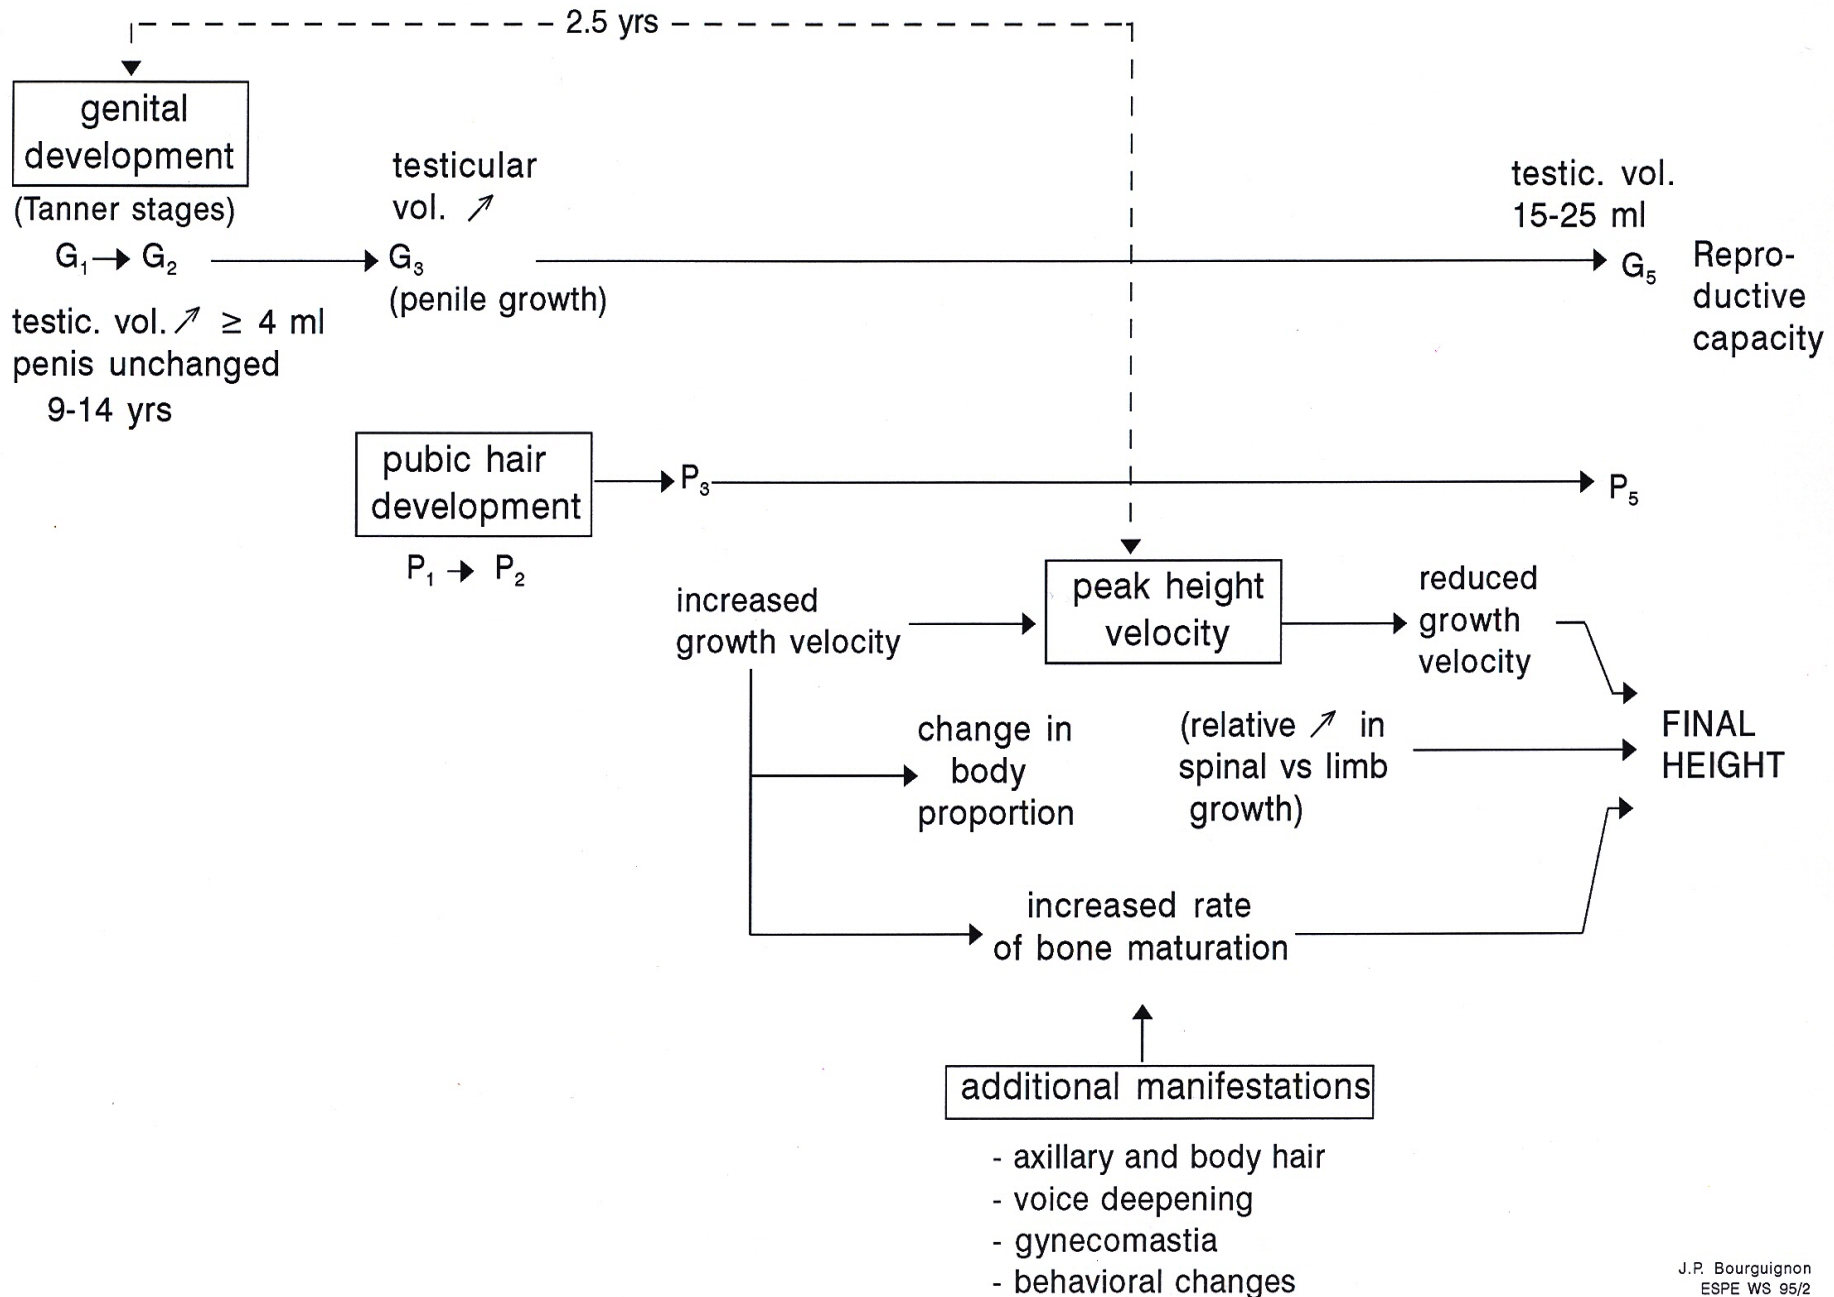 2.5 yrs
genital
development
(Tanner stages)
G₁ → G₂
testic. vol. ↗ ≥ 4 ml
penis unchanged
9-14 yrs
testicular
vol. ↗
G₃
(penile growth)
testic. vol.
15-25 ml
G₅
Repro-
ductive
capacity
pubic hair
development
P₁ → P₂
P₃
P₅
increased
growth velocity
peak height
velocity
reduced
growth
velocity
change in
body
proportion
(relative ↗ in
spinal vs limb
growth)
FINAL
HEIGHT
increased rate
of bone maturation
additional manifestations
- axillary and body hair
- voice deepening
- gynecomastia
- behavioral changes
J.P. Bourguignon
ESPE WS 95/2